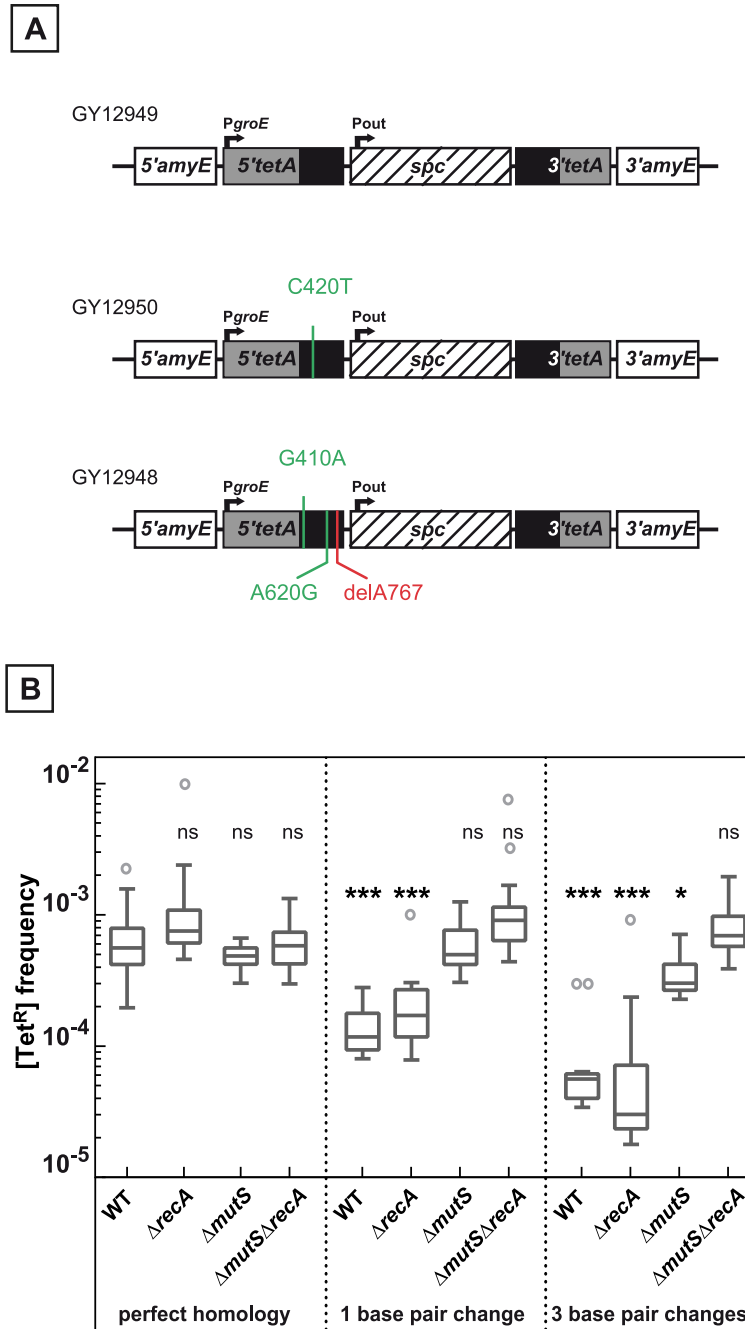 A
GY12949
PgroE Pout
5'amyE 5'tetA spc 3'tetA 3'amyE
C420T
GY12950
PgroE Pout
5'amyE 5'tetA spc 3'tetA 3'amyE
G410A
GY12948
PgroE Pout
5'amyE 5'tetA spc 3'tetA 3'amyE
A620G delA767
B
[TetR] frequency
10-2
10-3
10-4
10-5
ns ns ns ns ns ns
*** *** *** *** *
WT ΔrecA ΔmutS ΔmutSΔrecA WT ΔrecA ΔmutS ΔmutSΔrecA WT ΔrecA ΔmutS ΔmutSΔrecA
perfect homology 1 base pair change 3 base pair changes